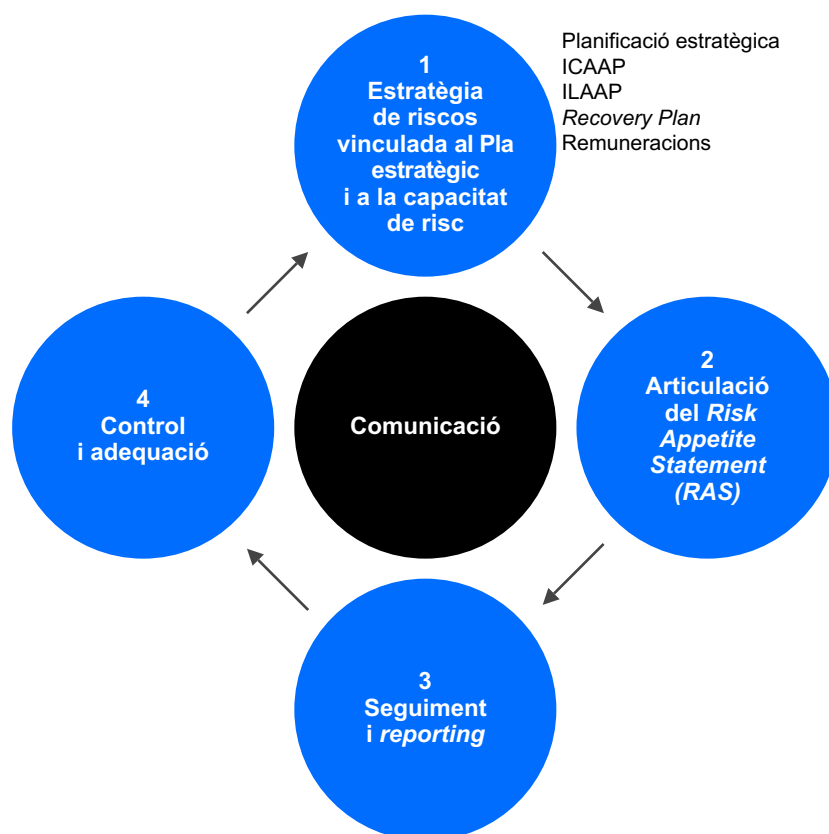 1
Estratègia
de riscos
vinculada al Pla
estratègic
i a la capacitat
de risc
Planificació estratègica
ICAAP
ILAAP
Recovery Plan
Remuneracions
2
Articulació
del Risk
Appetite
Statement
(RAS)
3
Seguiment
i reporting
4
Control
i adequació
Comunicació